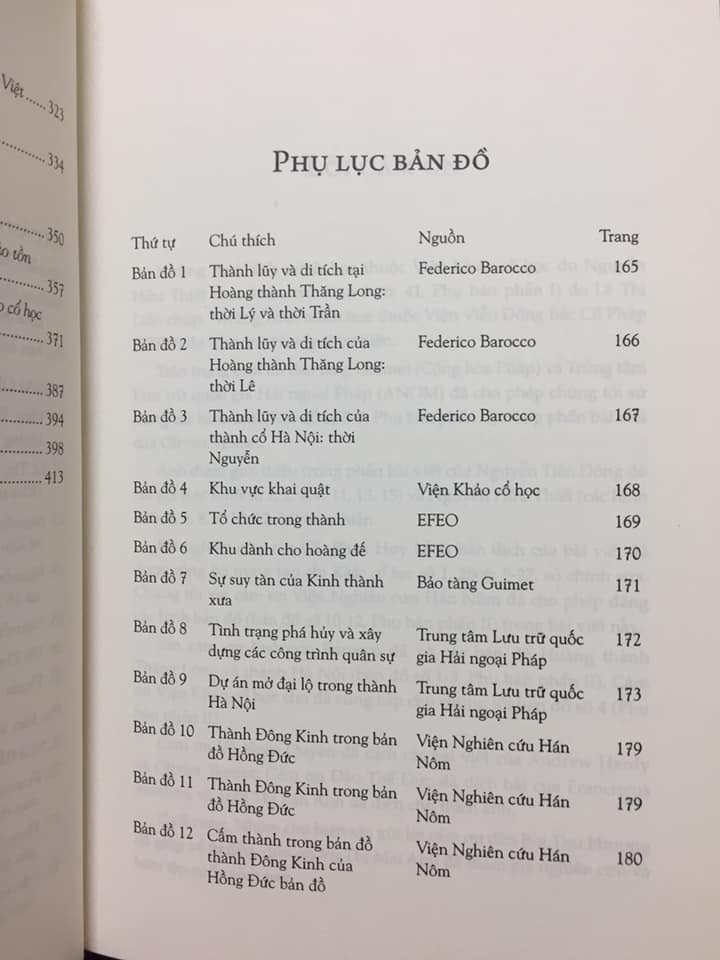 Việt ...... 323
............ 334
............ 350
tồn
............ 357
cổ học
............ 371
............ 387
............ 394
............ 398
............ 413
PHỤ LỤC BẢN ĐỒ
Thứ tự Chú thích Nguồn Trang
Bản đồ 1 Thành lũy và di tích tại Federico Barocco 165
Hoàng thành Thăng Long:
thời Lý và thời Trần
Bản đồ 2 Thành lũy và di tích của Federico Barocco 166
Hoàng thành Thăng Long:
thời Lê
Bản đồ 3 Thành lũy và di tích của Federico Barocco 167
thành cổ Hà Nội: thời
Nguyễn
Bản đồ 4 Khu vực khai quật Viện Khảo cổ học 168
Bản đồ 5 Tổ chức trong thành EFEO 169
Bản đồ 6 Khu dành cho hoàng đế EFEO 170
Bản đồ 7 Sự suy tàn của Kinh thành Bảo tàng Guimet 171
xưa
Bản đồ 8 Tình trạng phá hủy và xây Trung tâm Lưu trữ quốc 172
dựng các công trình quân sự gia Hải ngoại Pháp
Bản đồ 9 Dự án mở đại lộ trong thành Trung tâm Lưu trữ quốc 173
Hà Nội gia Hải ngoại Pháp
Bản đồ 10 Thành Đông Kinh trong bản Viện Nghiên cứu Hán 179
đồ Hồng Đức Nôm
Bản đồ 11 Thành Đông Kinh trong bản Viện Nghiên cứu Hán 179
đồ Hồng Đức Nôm
Bản đồ 12 Cấm thành trong bản đồ Viện Nghiên cứu Hán 180
thành Đông Kinh của Nôm
Hồng Đức bản đồ